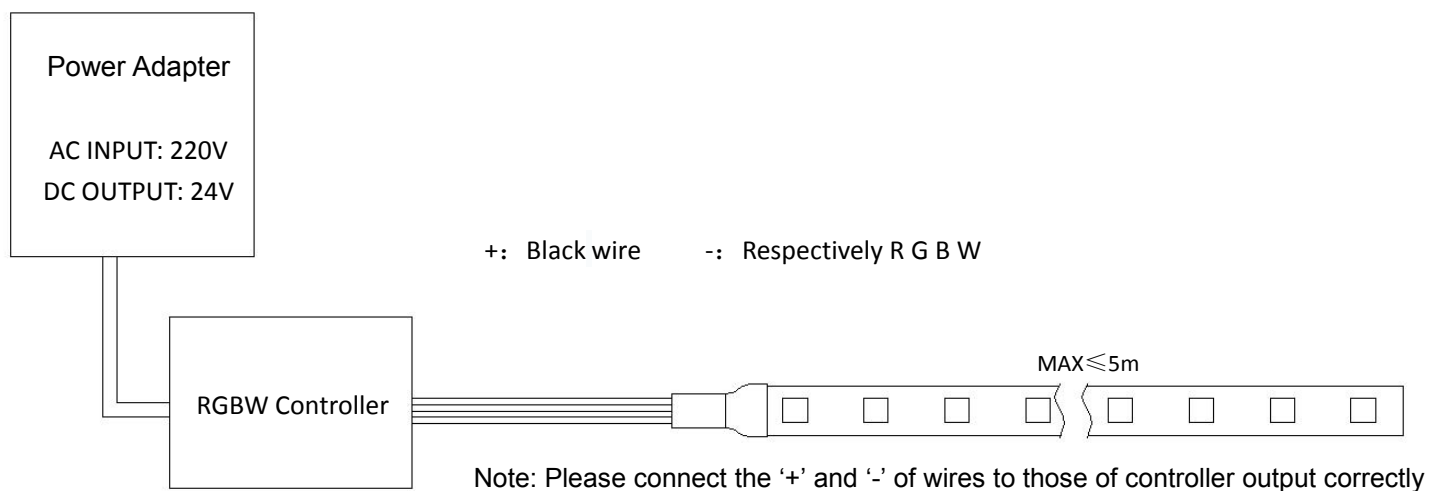 Power Adapter
AC INPUT: 220V
DC OUTPUT: 24V
+: Black wire -: Respectively R G B W
RGBW Controller
MAX≤5m
Note: Please connect the ‘+’ and ‘-’ of wires to those of controller output correctly